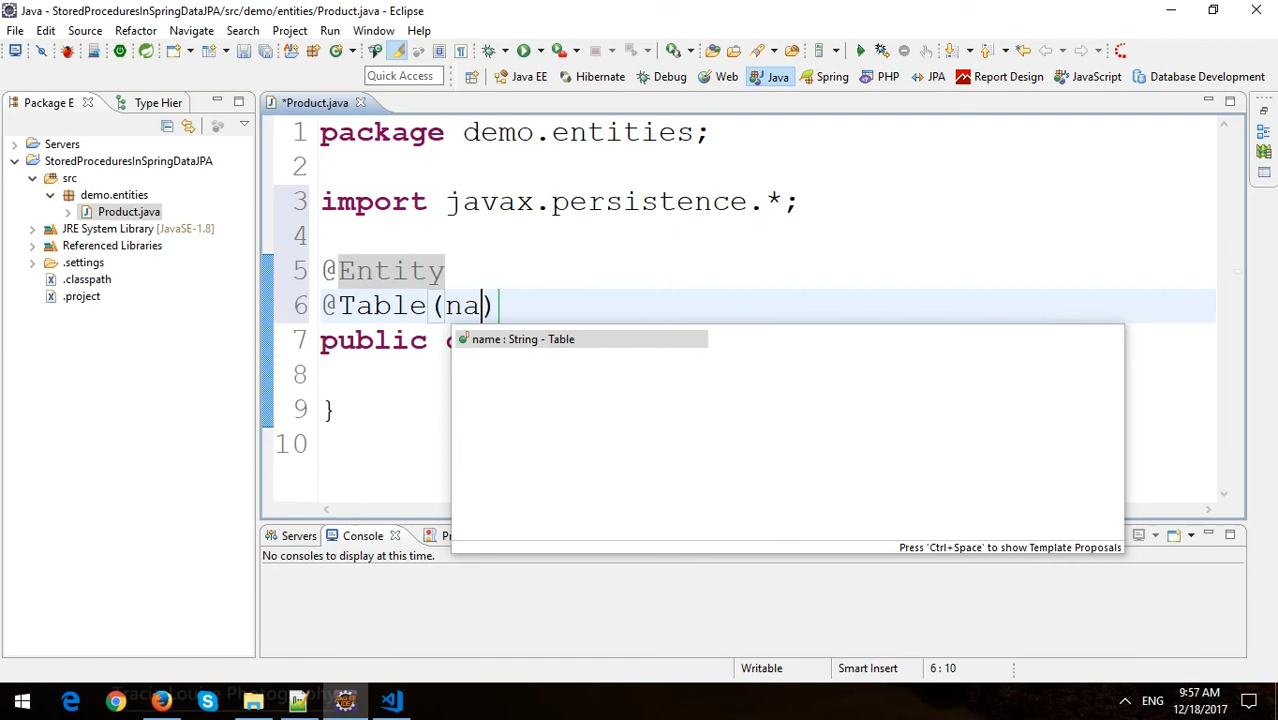 Java - StoredProceduresInSpringDataJPA/src/demo/entities/Product.java - Eclipse
File Edit Source Refactor Navigate Search Project Run Window Help
Quick Access Java EE Hibernate Debug Web Java Spring PHP JPA Report Design JavaScript Database Development
Package E Type Hier *Product.java
Servers
StoredProceduresInSpringDataJPA
src
demo.entities
Product.java
JRE System Library [JavaSE-1.8]
Referenced Libraries
.settings
.classpath
.project
1 package demo.entities;
2
3 import javax.persistence.*;
4
5 @Entity
6 @Table(na)
7 public c
8
9 }
10
name : String - Table
Press 'Ctrl+Space' to show Template Proposals
Servers Console
No consoles to display at this time.
Writable Smart Insert 6 : 10
Gracie Louise Photography
ENG 9:57 AM
12/18/2017